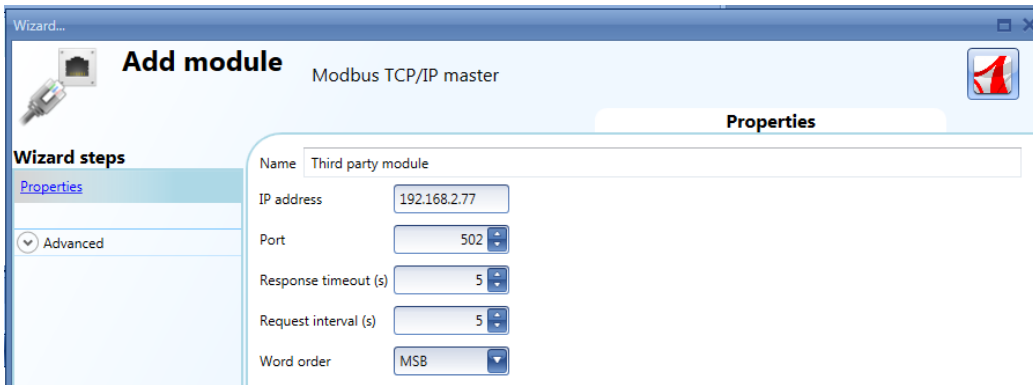 Wizard...
Add module
Modbus TCP/IP master
Properties
Wizard steps
Properties
Advanced
Name Third party module
IP address 192.168.2.77
Port 502
Response timeout (s) 5
Request interval (s) 5
Word order MSB